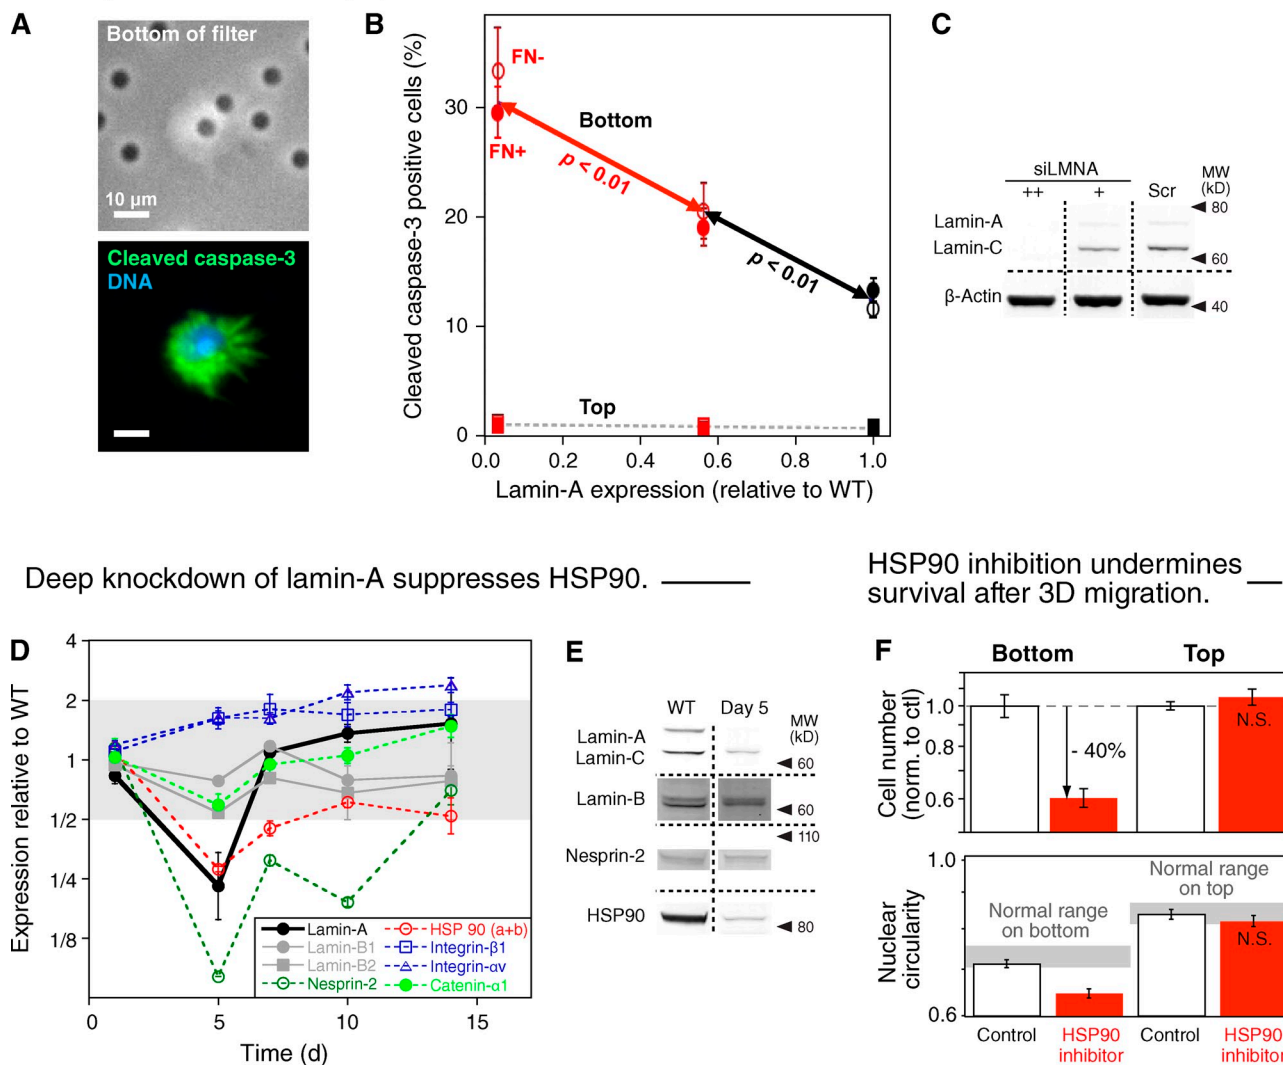 A
Bottom of filter
10 µm
Cleaved caspase-3
DNA
B
Cleaved caspase-3 positive cells (%)
30
20
10
0
FN-
FN+
Bottom
p < 0.01
p < 0.01
Top
0.0
0.2
0.4
0.6
0.8
1.0
Lamin-A expression (relative to WT)
C
siLMNA
++
+
Scr
MW
(kD)
80
Lamin-A
Lamin-C
60
β-Actin
40
Deep knockdown of lamin-A suppresses HSP90.
HSP90 inhibition undermines
survival after 3D migration.
D
Expression relative to WT
4
2
1
1/2
1/4
1/8
Lamin-A
Lamin-B1
Lamin-B2
Nesprin-2
HSP 90 (a+b)
Integrin-β1
Integrin-αv
Catenin-α1
0
5
10
15
Time (d)
E
WT
Day 5
MW
(kD)
Lamin-A
Lamin-C
60
Lamin-B
60
110
Nesprin-2
HSP90
80
F
Bottom
Top
Cell number
(norm. to ctl)
1.0
0.8
0.6
- 40%
N.S.
Nuclear
circularity
1.0
0.6
Normal range
on bottom
Normal range
on top
N.S.
Control
HSP90
inhibitor
Control
HSP90
inhibitor